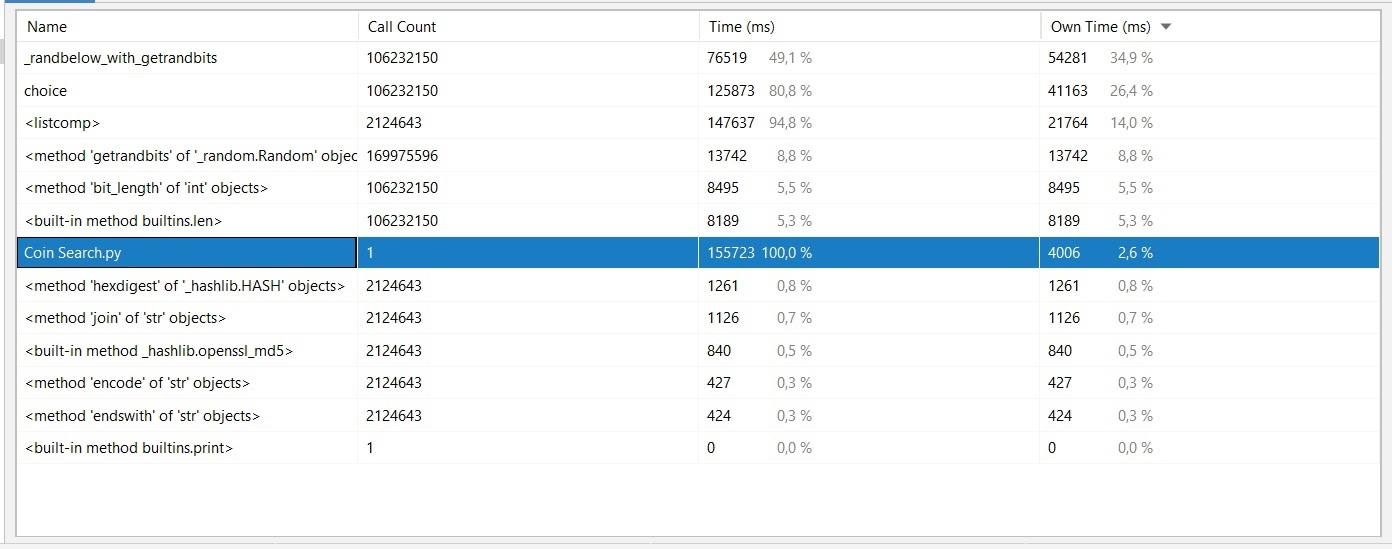 Name Call Count Time (ms) Own Time (ms)
_randbelow_with_getrandbits 106232150 76519 49,1 % 54281 34,9 %
choice 106232150 125873 80,8 % 41163 26,4 %
<listcomp> 2124643 147637 94,8 % 21764 14,0 %
<method 'getrandbits' of '_random.Random' objec 169975596 13742 8,8 % 13742 8,8 %
<method 'bit_length' of 'int' objects> 106232150 8495 5,5 % 8495 5,5 %
<built-in method builtins.len> 106232150 8189 5,3 % 8189 5,3 %
Coin Search.py 1 155723 100,0 % 4006 2,6 %
<method 'hexdigest' of '_hashlib.HASH' objects> 2124643 1261 0,8 % 1261 0,8 %
<method 'join' of 'str' objects> 2124643 1126 0,7 % 1126 0,7 %
<built-in method _hashlib.openssl_md5> 2124643 840 0,5 % 840 0,5 %
<method 'encode' of 'str' objects> 2124643 427 0,3 % 427 0,3 %
<method 'endswith' of 'str' objects> 2124643 424 0,3 % 424 0,3 %
<built-in method builtins.print> 1 0 0,0 % 0 0,0 %